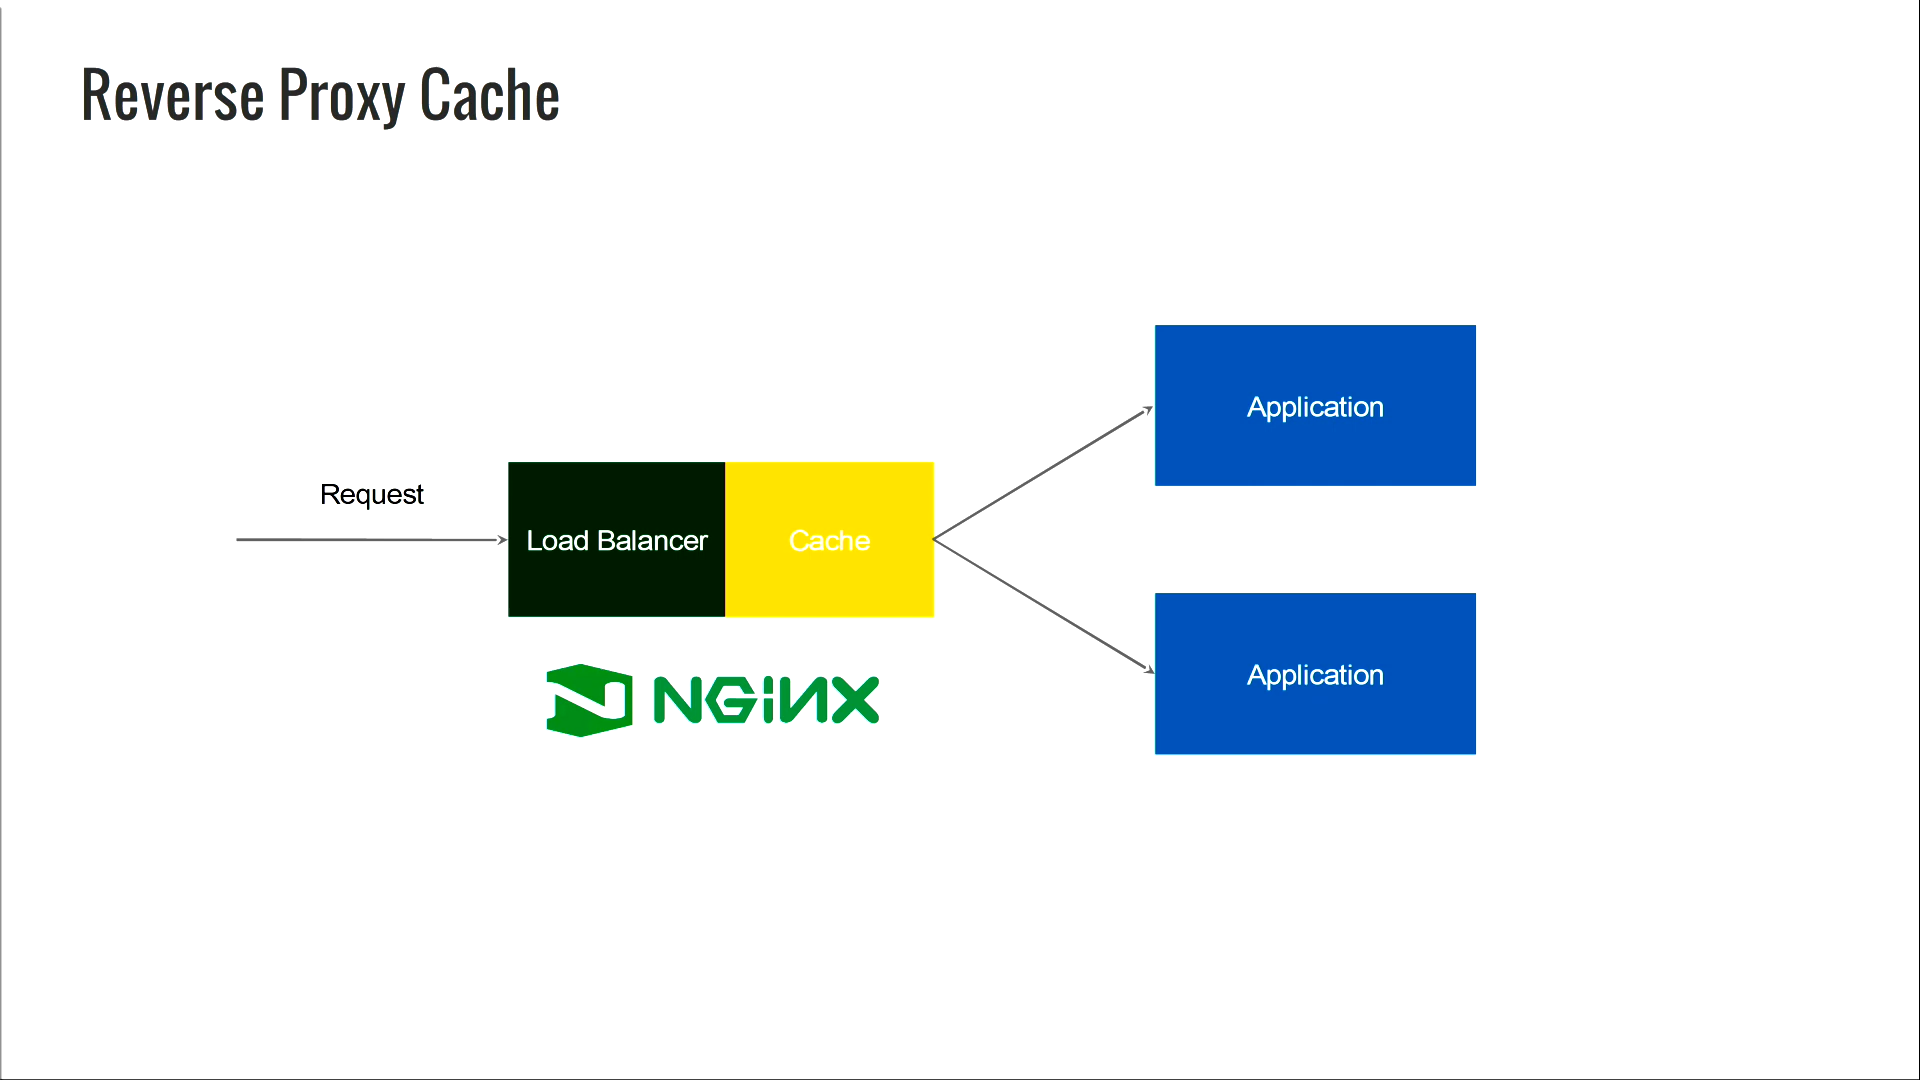 Reverse Proxy Cache
Request
Load Balancer
Cache
Application
Application
NGiNX